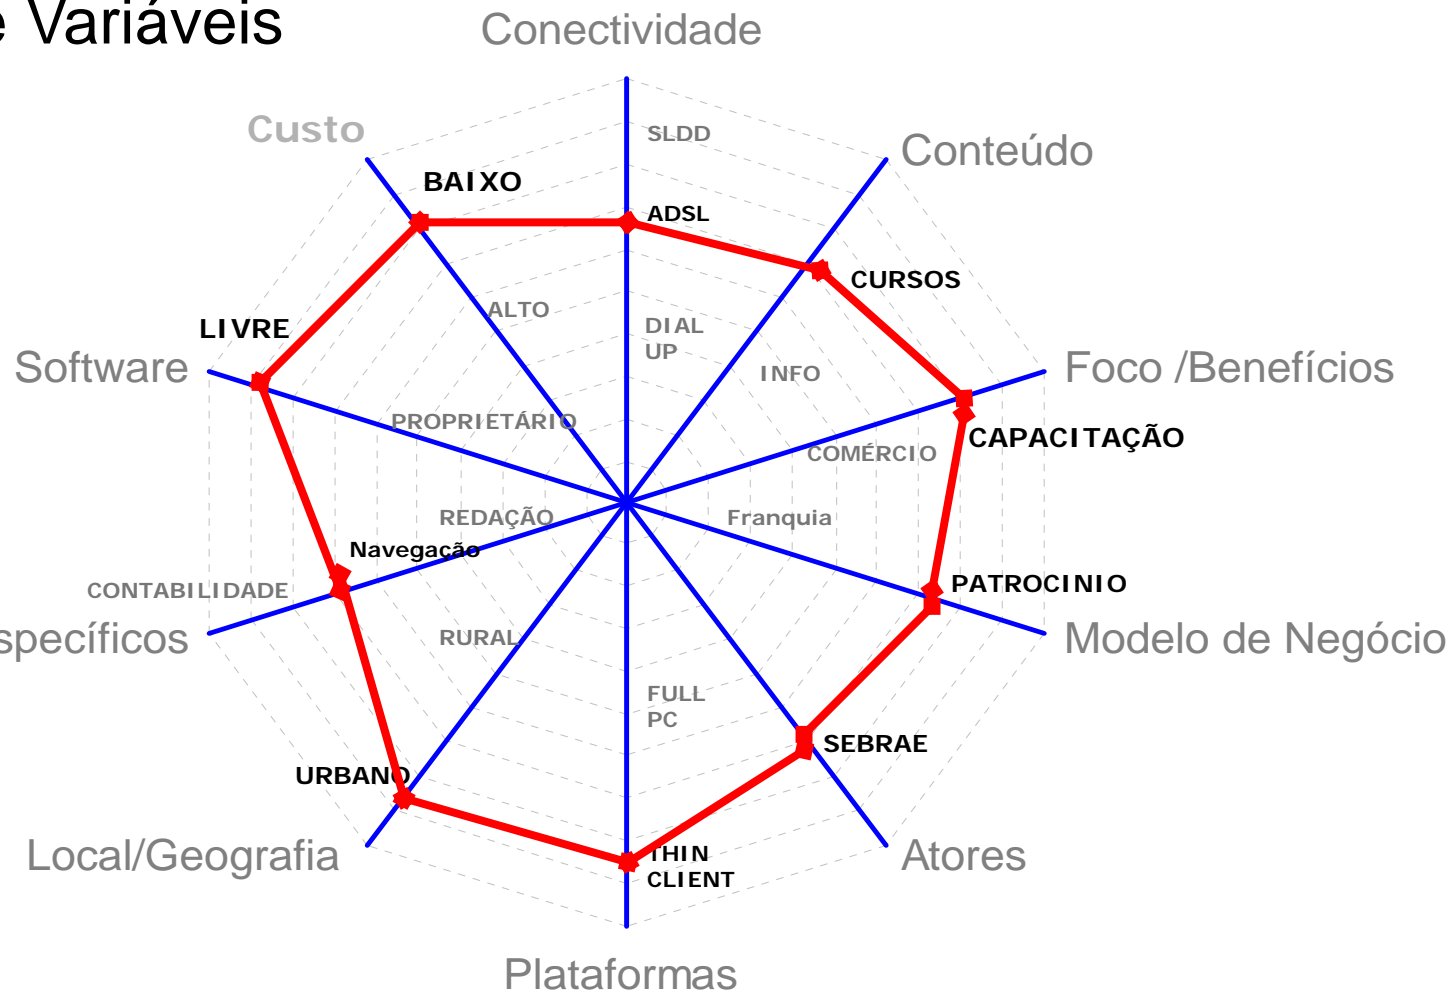 e Variáveis
Conectividade
Custo
SLDD
Conteúdo
BAIXO
ADSL
CURSOS
ALTO
LIVRE
DIAL
UP
Software
INFO
Foco /Benefícios
PROPRIETÁRIO
CAPACITAÇÃO
COMÉRCIO
REDAÇÃO
Franquia
Navegação
CONTABILIDADE
PATROCINIO
specíficos
RURAL
Modelo de Negócio
FULL
PC
SEBRAE
URBANO
Local/Geografia
THIN
CLIENT
Atores
Plataformas